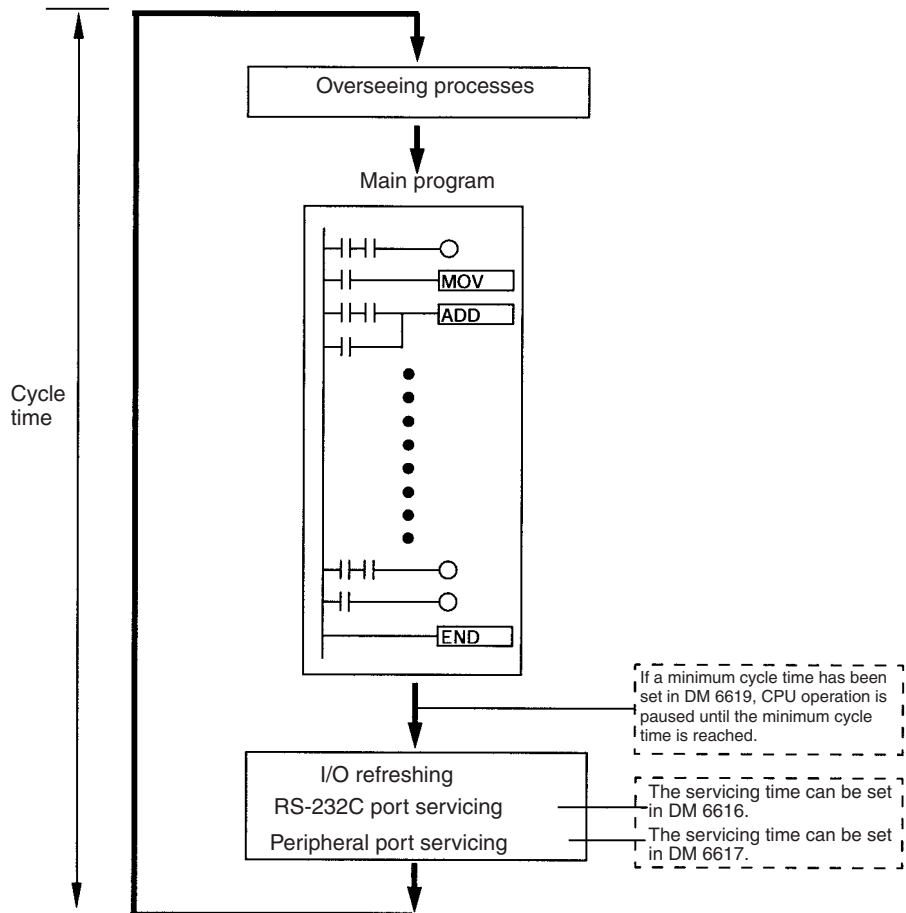 Overseeing processes
Main program
MOV
ADD
Cycle
time
END
If a minimum cycle time has been
set in DM 6619, CPU operation is
paused until the minimum cycle
time is reached.
I/O refreshing
RS-232C port servicing
Peripheral port servicing
The servicing time can be set
in DM 6616.
The servicing time can be set
in DM 6617.